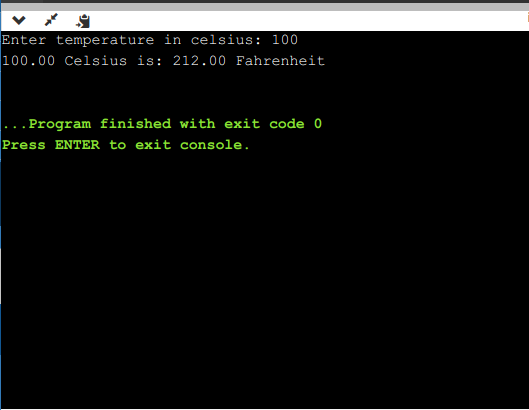 Enter temperature in celsius: 100
100.00 Celsius is: 212.00 Fahrenheit
...Program finished with exit code 0
Press ENTER to exit console.